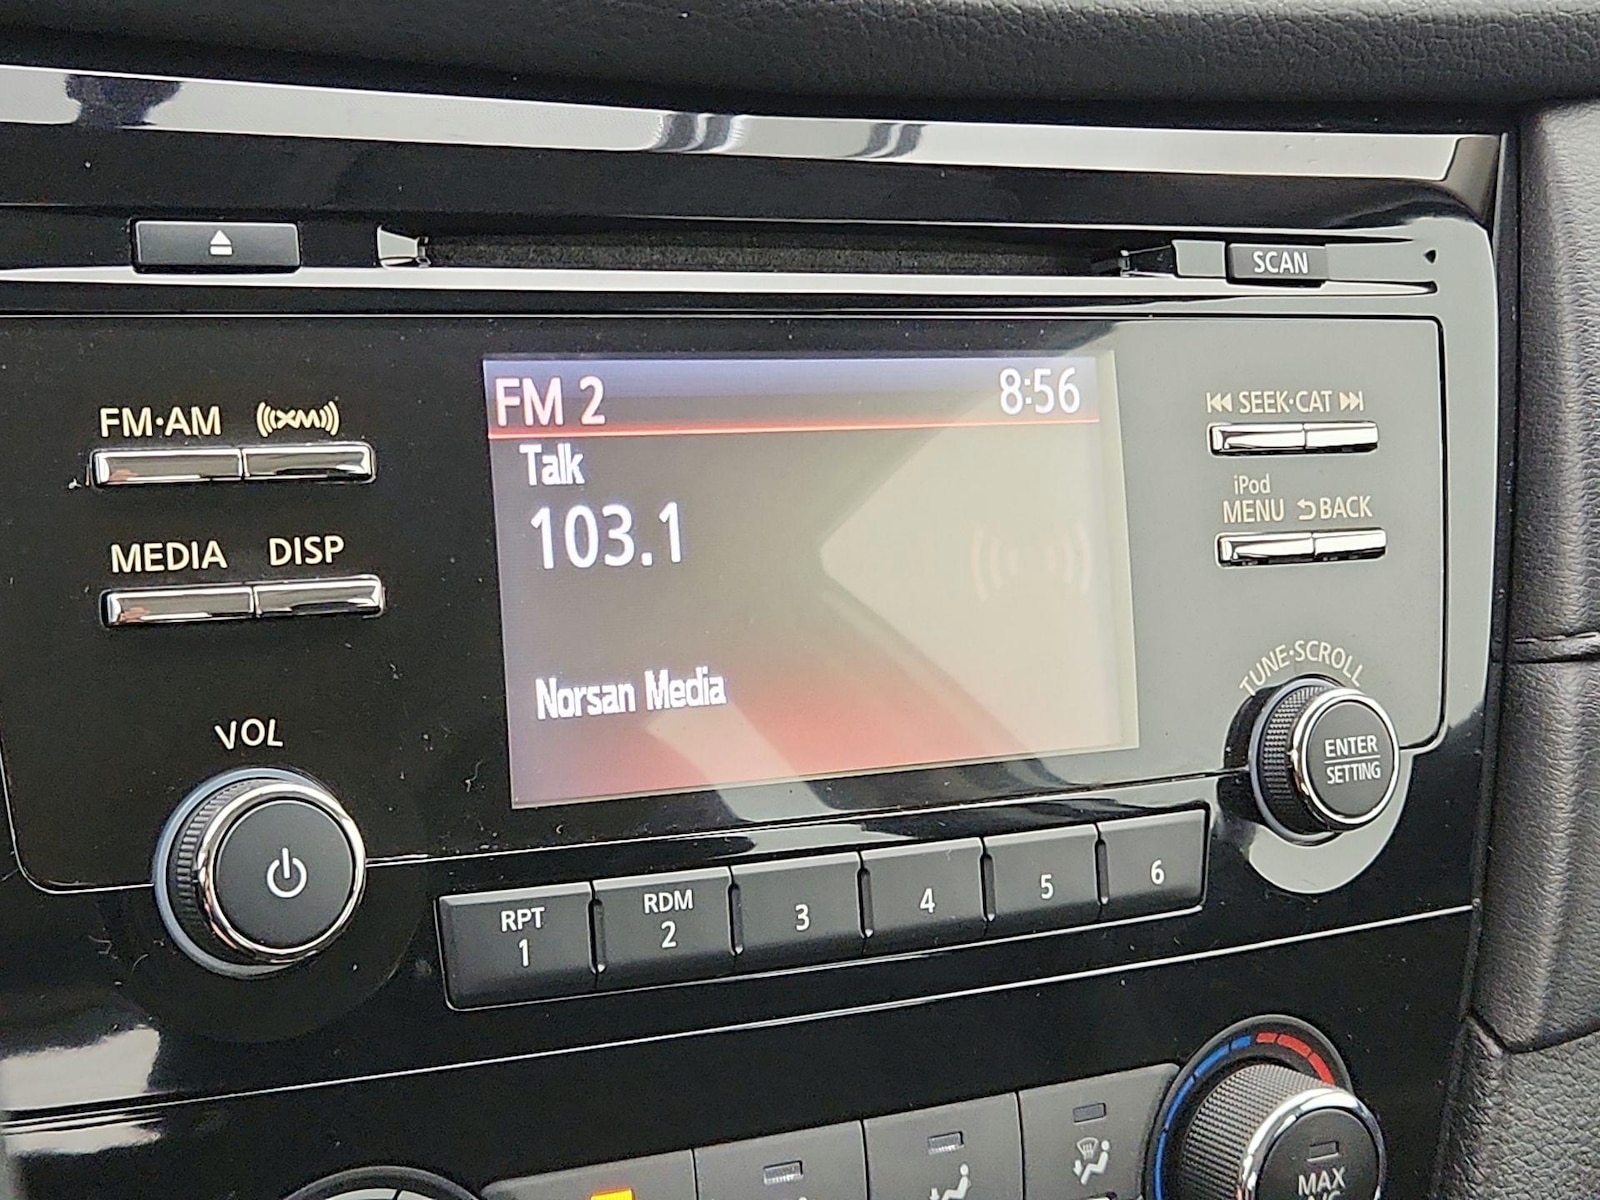 SCAN
FM 2 8:56
FM·AM XM
SEEK·CAT
Talk
iPod
MENU BACK
103.1
MEDIA DISP
Norsan Media
TUNE·SCROLL
VOL
ENTER
SETTING
RPT
1
RDM
2
3
4
5
6
MAX